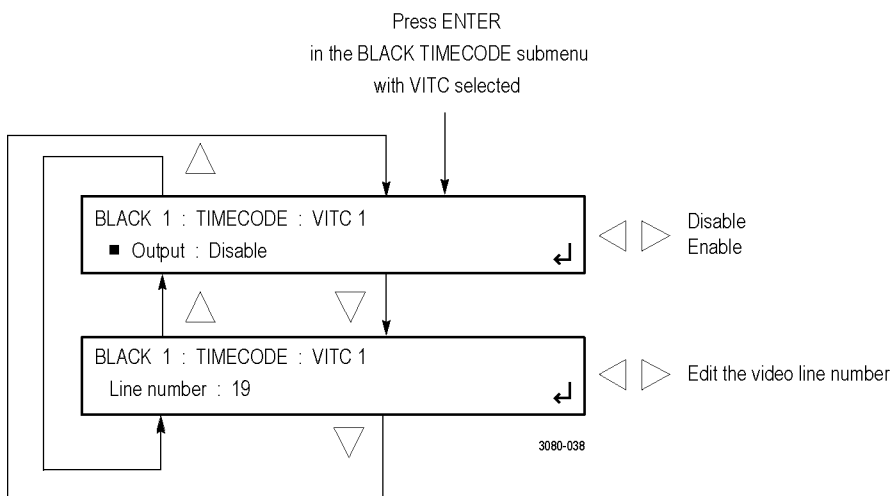 Press ENTER
in the BLACK TIMECODE submenu
with VITC selected
BLACK 1 : TIMECODE : VITC 1
■ Output : Disable
Disable
Enable
BLACK 1 : TIMECODE : VITC 1
Line number : 19
Edit the video line number
3080-038